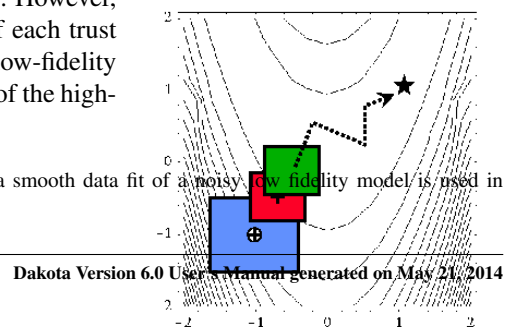 . However,
f each trust
ow-fidelity
of the high-
a smooth data fit of a noisy low fidelity model is used in
Dakota Version 6.0 User's Manual generated on May 21, 2014
2
1
0
-1
2
-2
-1
0
1
2